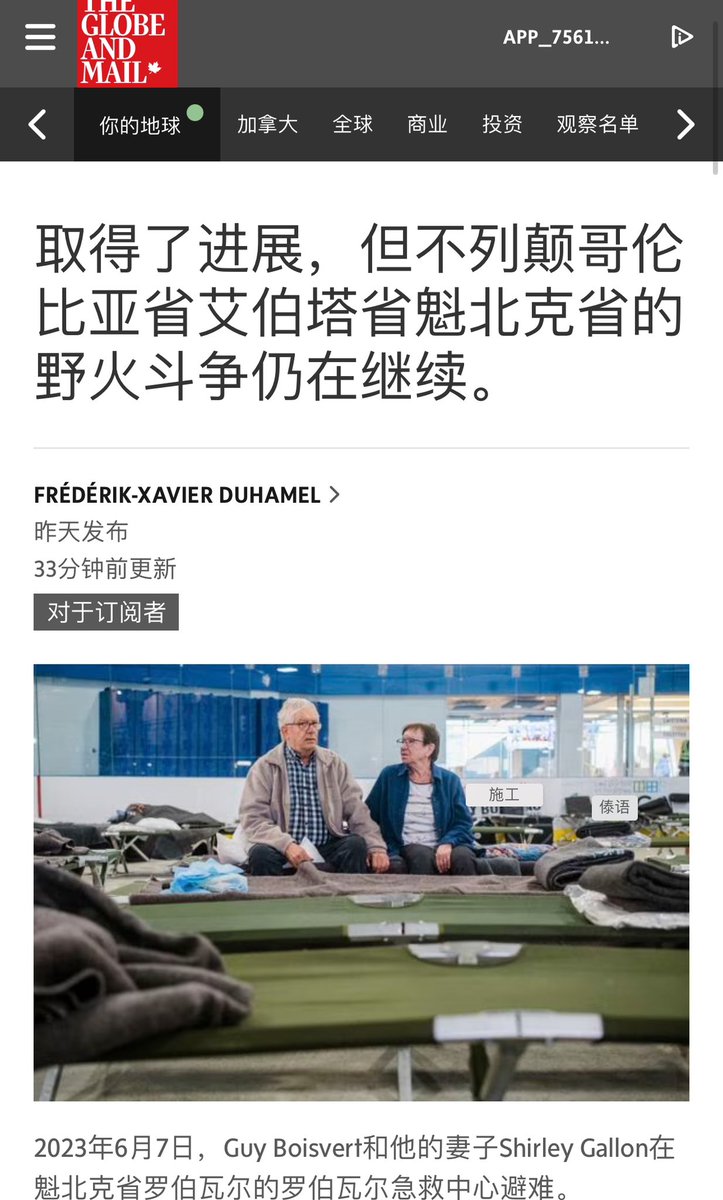 THE
GLOBE
AND
MAIL
APP_7561...
你的地球
加拿大
全球
商业
投资
观察名单
取得了进展，但不列颠哥伦
比亚省艾伯塔省魁北克省的
野火斗争仍在继续。
FRÉDÉRIK-XAVIER DUHAMEL
昨天发布
33分钟前更新
对于订阅者
施工
傣语
2023年6月7日，Guy Boisvert和他的妻子Shirley Gallon在
魁北克省罗伯瓦尔的罗伯瓦尔急救中心避难。